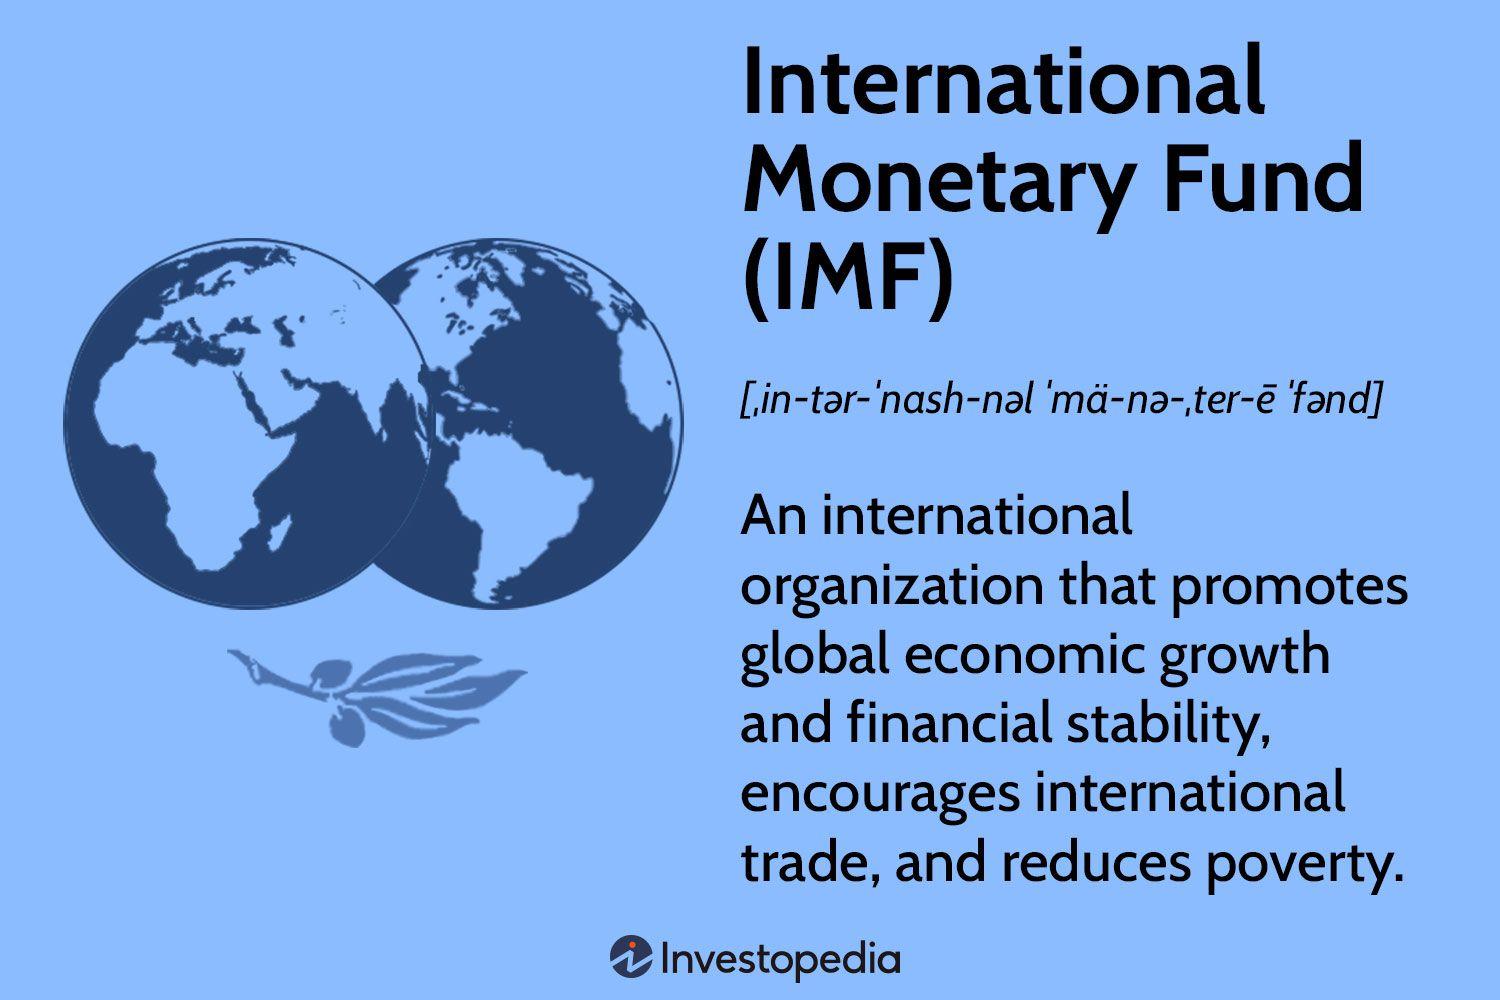 International
Monetary Fund
(IMF)
[ˌin-tər-ˈnash-nəl ˈmä-nə-ˌter-ē ˈfənd]
An international
organization that promotes
global economic growth
and financial stability,
encourages international
trade, and reduces poverty.
Investopedia